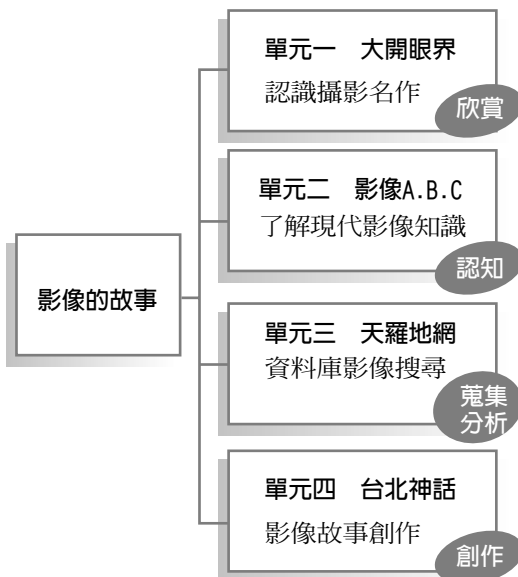 影像的故事
單元一　大開眼界
認識攝影名作
欣賞
單元二　影像A.B.C
了解現代影像知識
認知
單元三　天羅地網
資料庫影像搜尋
蒐集
分析
單元四　台北神話
影像故事創作
創作